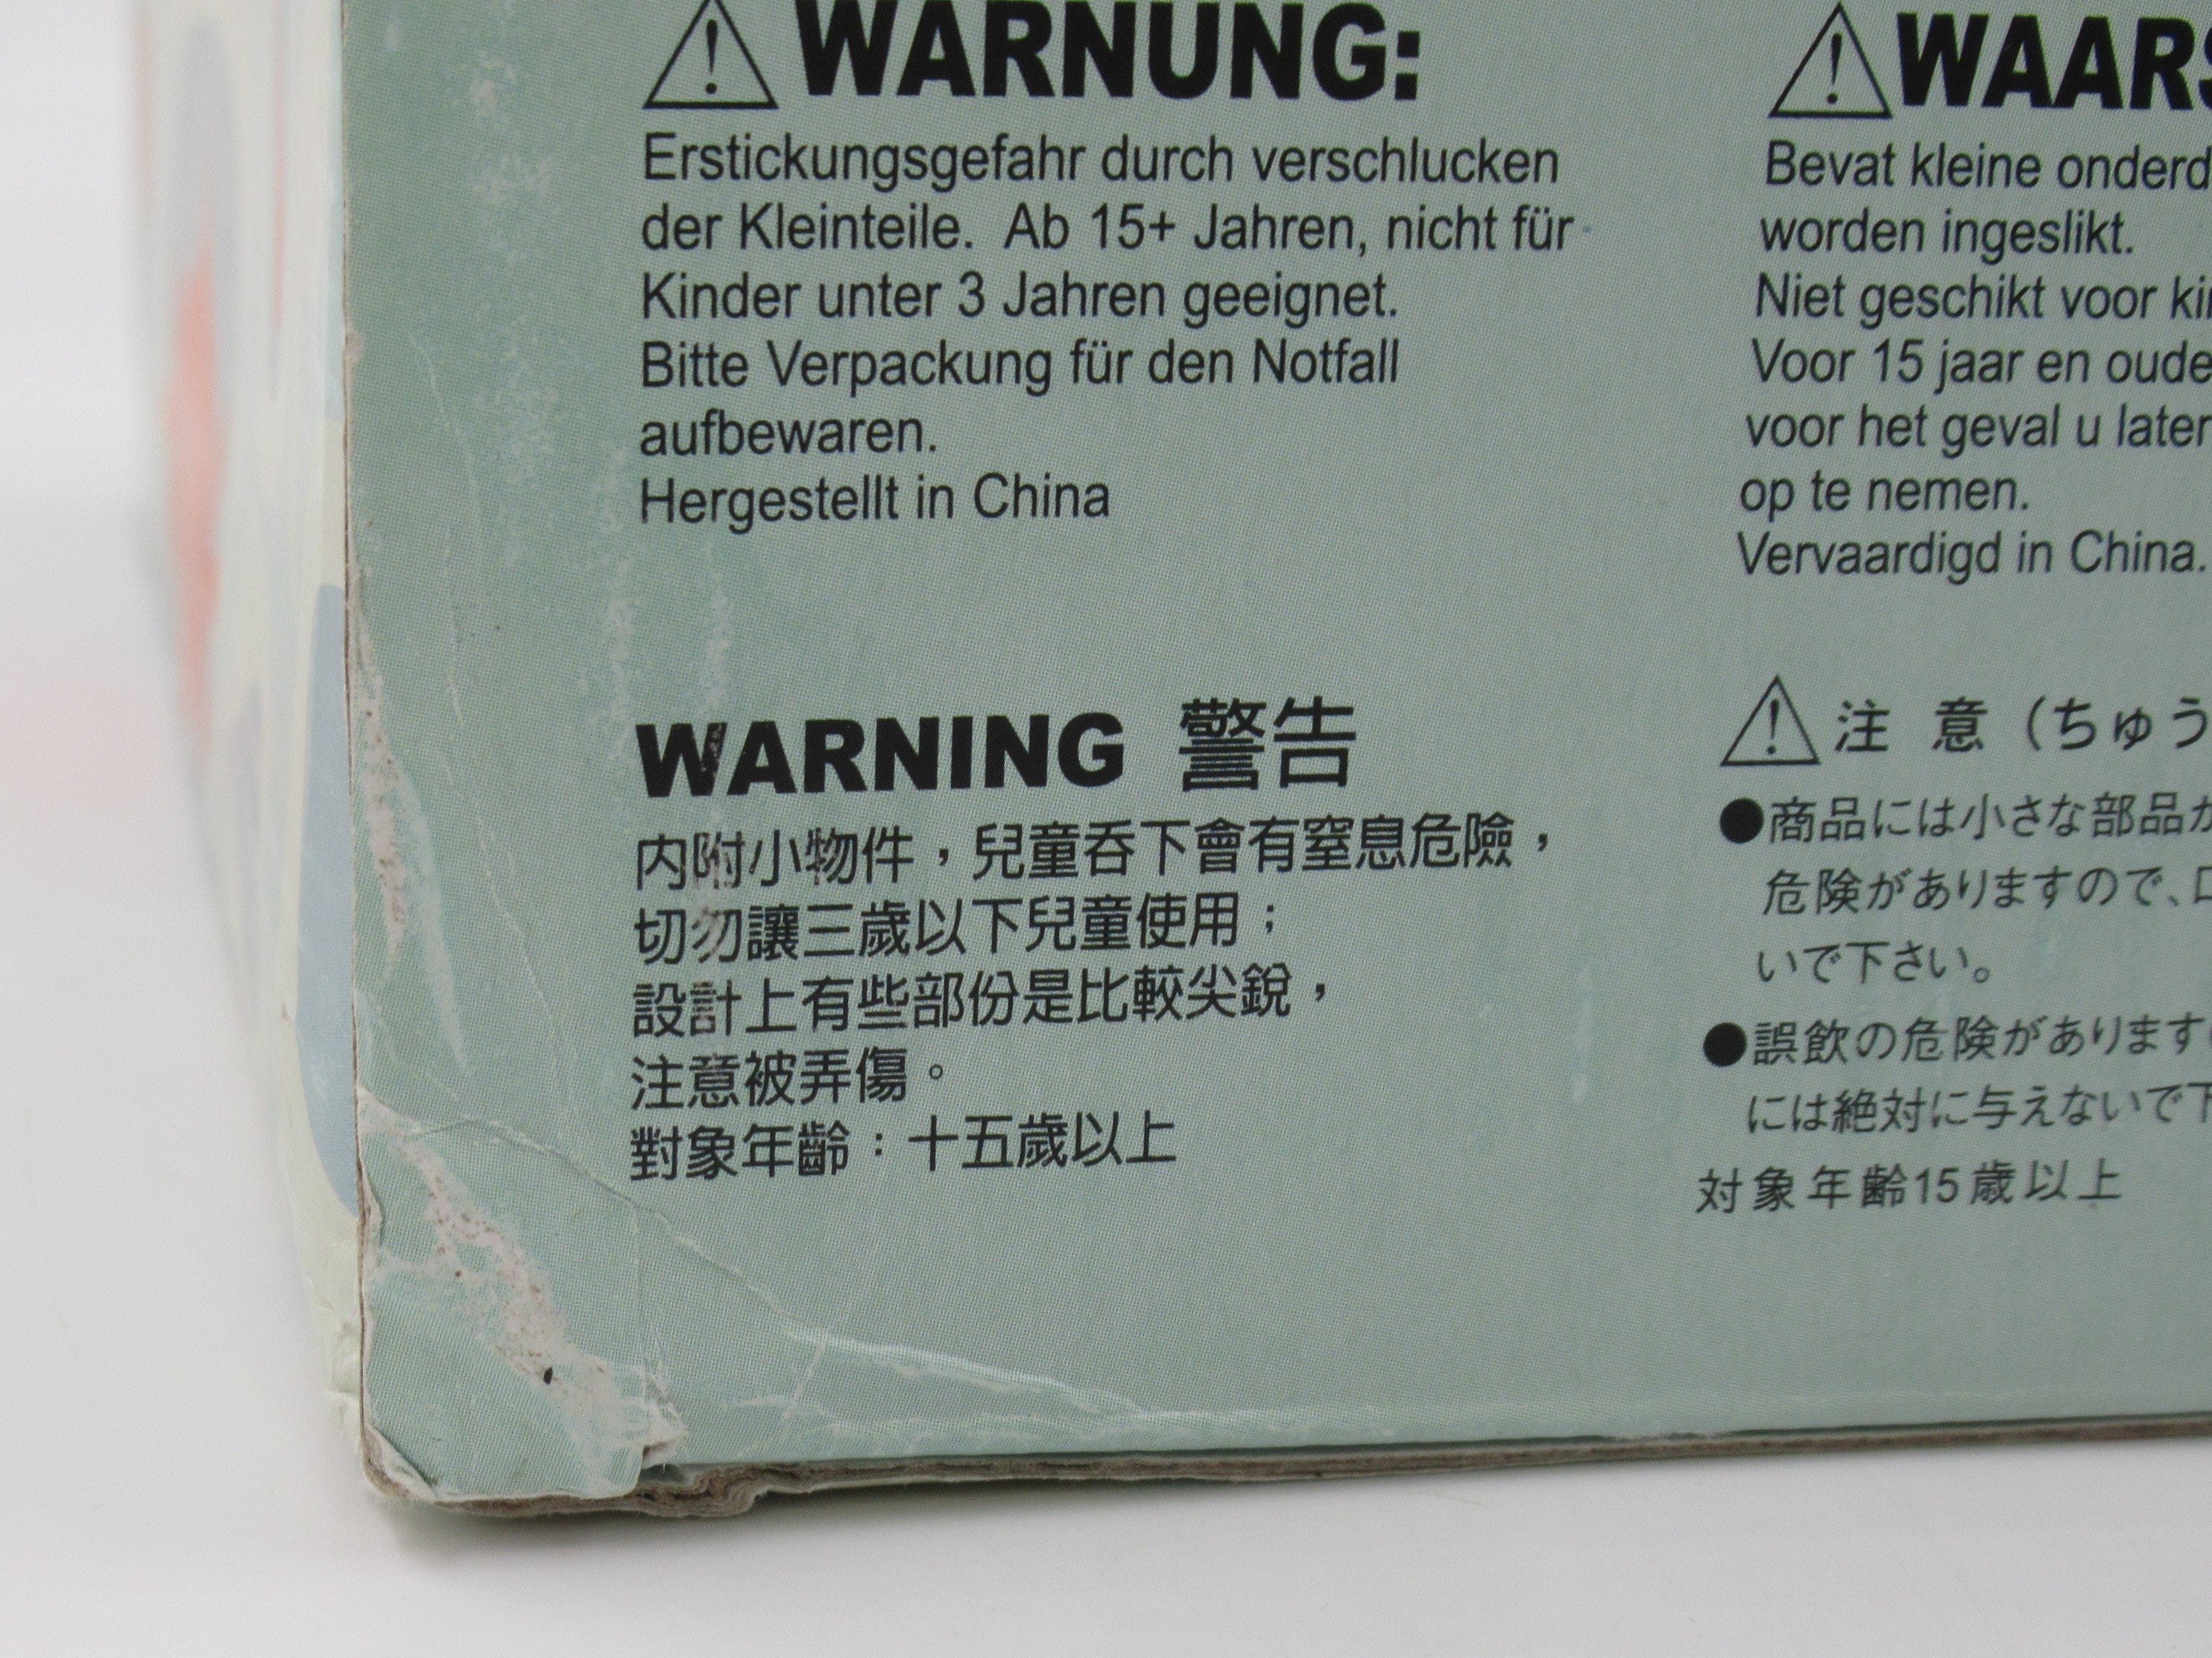 WARNUNG:
Erstickungsgefahr durch verschlucken
der Kleinteile. Ab 15+ Jahren, nicht für
Kinder unter 3 Jahren geeignet.
Bitte Verpackung für den Notfall
aufbewaren.
Hergestellt in China
Bevat kleine
worden ingeslikt.
Niet geschikt voor
Voor 15 jaar en
voor het geval u later
op te nemen.
Vervaardigd in China.
WARNING 警告
內附小物件，兒童吞下會有窒息危險，
切勿讓三歲以下兒童使用；
設計上有些部份是比較尖銳，
注意被弄傷。
對象年齡：十五歲以上
注 意（ちゅう
●商品には小さな部品が
危険がありますので、口
いで下さい。
●誤飲の危険があります
には絶対に与えないで下
対象年齢15歳以上